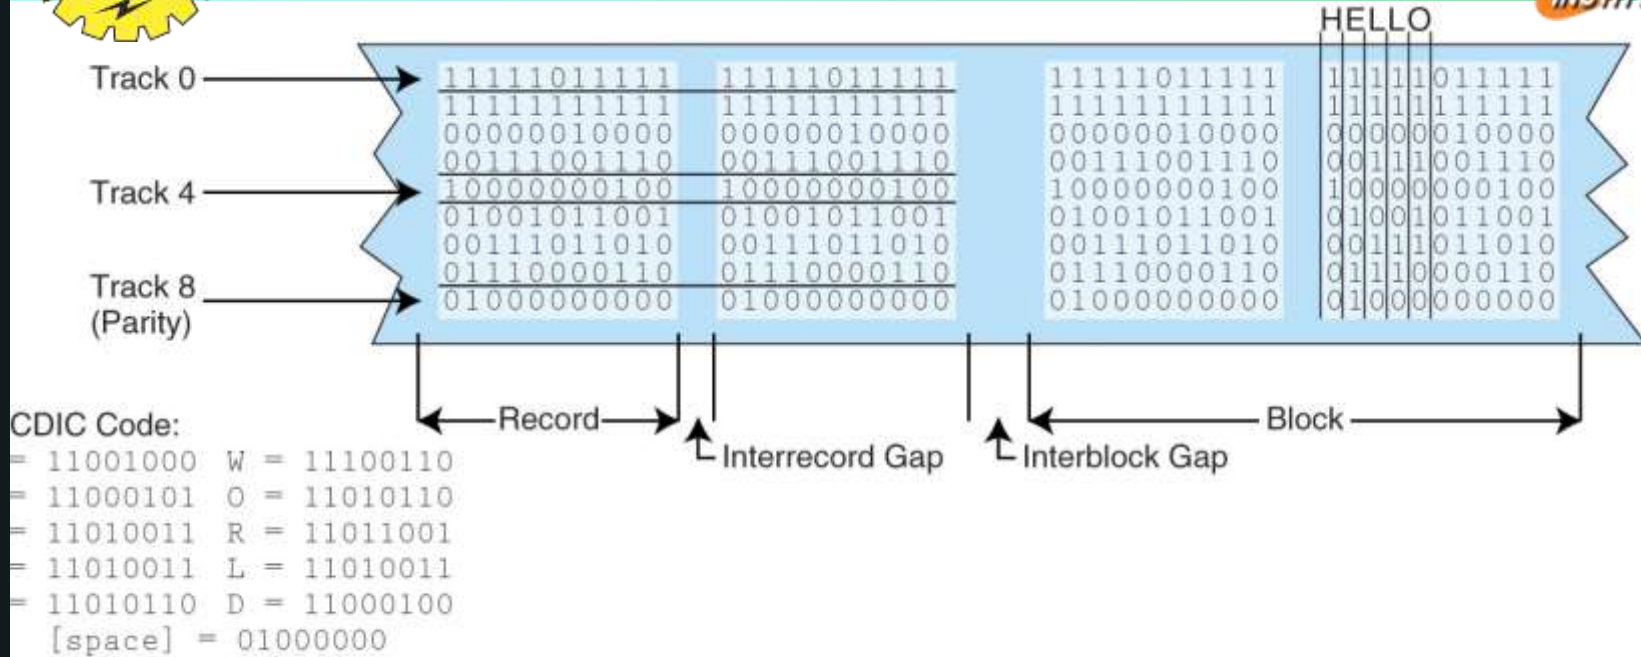 HELLO
Track 0
11111011111 11111011111 11111011111 11111011111
11111111111 11111111111 11111111111 11111111111
00000010000 00000010000 00000010000 00000010000
00111001110 00111001110 00111001110 00111001110
Track 4
10000000100 10000000100 10000000100 10000000100
01001011001 01001011001 01001011001 01001011001
00111011010 00111011010 00111011010 00111011010
01110000110 01110000110 01110000110 01110000110
Track 8
(Parity)
01000000000 01000000000 01000000000 01000000000
Record
Interrecord Gap
Interblock Gap
Block
CDIC Code:
= 11001000 W = 11100110
= 11000101 O = 11010110
= 11010011 R = 11011001
= 11010011 L = 11010011
= 11010110 D = 11000100
[space] = 01000000